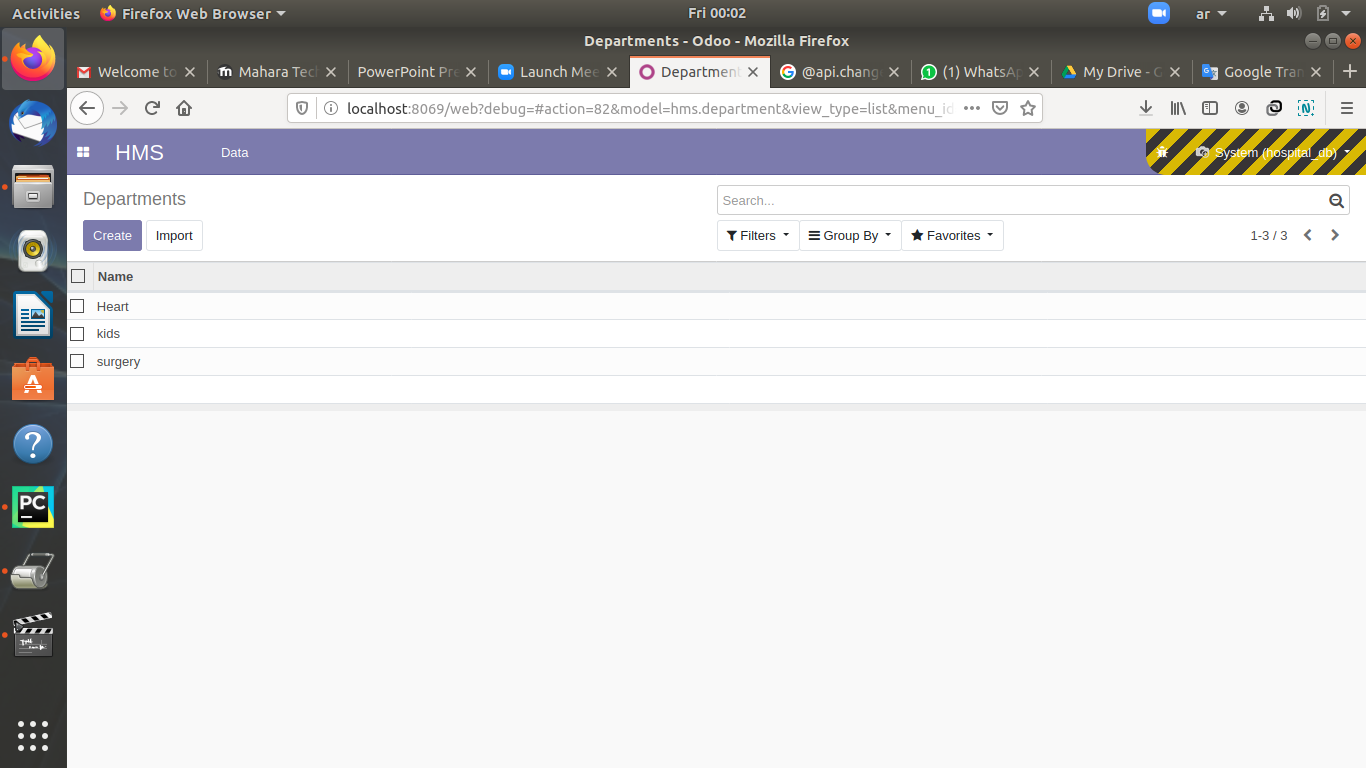 Activities Firefox Web Browser Fri 00:02 ar
Departments - Odoo - Mozilla Firefox
Welcome to Mahara Tec PowerPoint Pre Launch Mee Department @api.chang (1) WhatsAp My Drive - G Google Tran
localhost:8069/web?debug=#action=82&model=hms.department&view_type=list&menu_id
HMS Data System (hospital_db)
Departments Search...
Create Import Filters Group By Favorites 1-3 / 3
Name
Heart
kids
surgery
PC